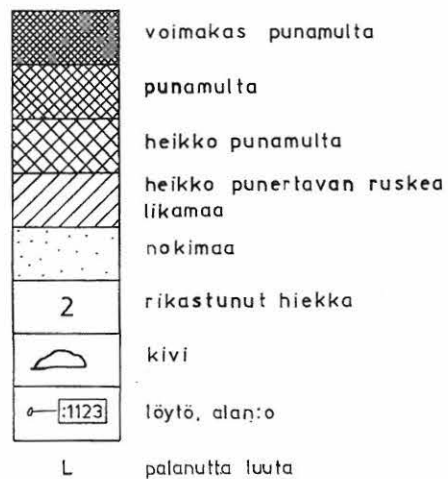 voimakas punamulta
punamulta
heikko punamulta
heikko punertavan ruskea
likamaa
nokimaa
2 rikastunut hiekka
kivi
:1123 löytö, alan:o
L palanutta luuta